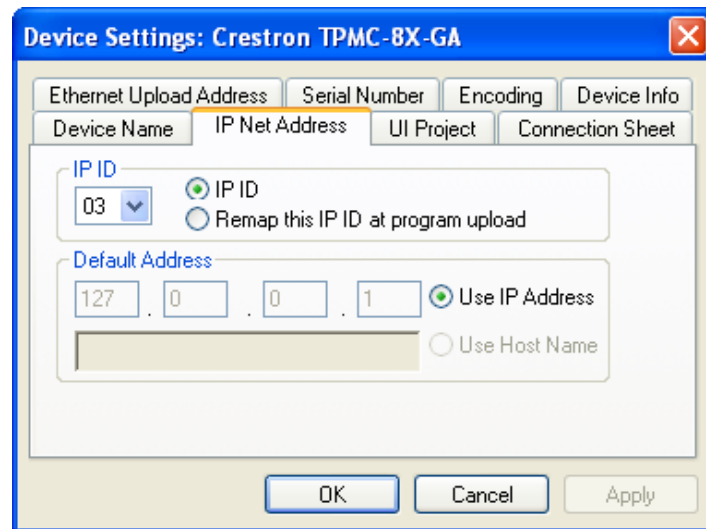 Device Settings: Crestron TPMC-8X-GA
Ethernet Upload Address Serial Number Encoding Device Info
Device Name IP Net Address UI Project Connection Sheet
IP ID
03
IP ID
Remap this IP ID at program upload
Default Address
127 . 0 . 0 . 1 Use IP Address
Use Host Name
OK Cancel Apply